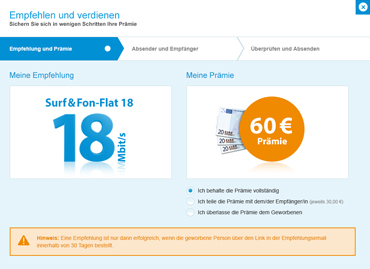 Empfehlen und verdienen
Sichern Sie sich in wenigen Schritten Ihre Prämie
Empfehlung und Prämie
Absender und Empfänger
Überprüfen und Absenden
Meine Empfehlung
Meine Prämie
Surf & Fon-Flat 18
18 Mbit/s
60 €
Prämie
Ich behalte die Prämie vollständig
Ich teile die Prämie mit dem/der Empfänger/in (jeweils 30,00 €)
Ich überlasse die Prämie dem Geworbenen
Hinweis: Eine Empfehlung ist nur dann erfolgreich, wenn die geworbene Person über den Link in der Empfehlungsemail
innerhalb von 30 Tagen bestellt.